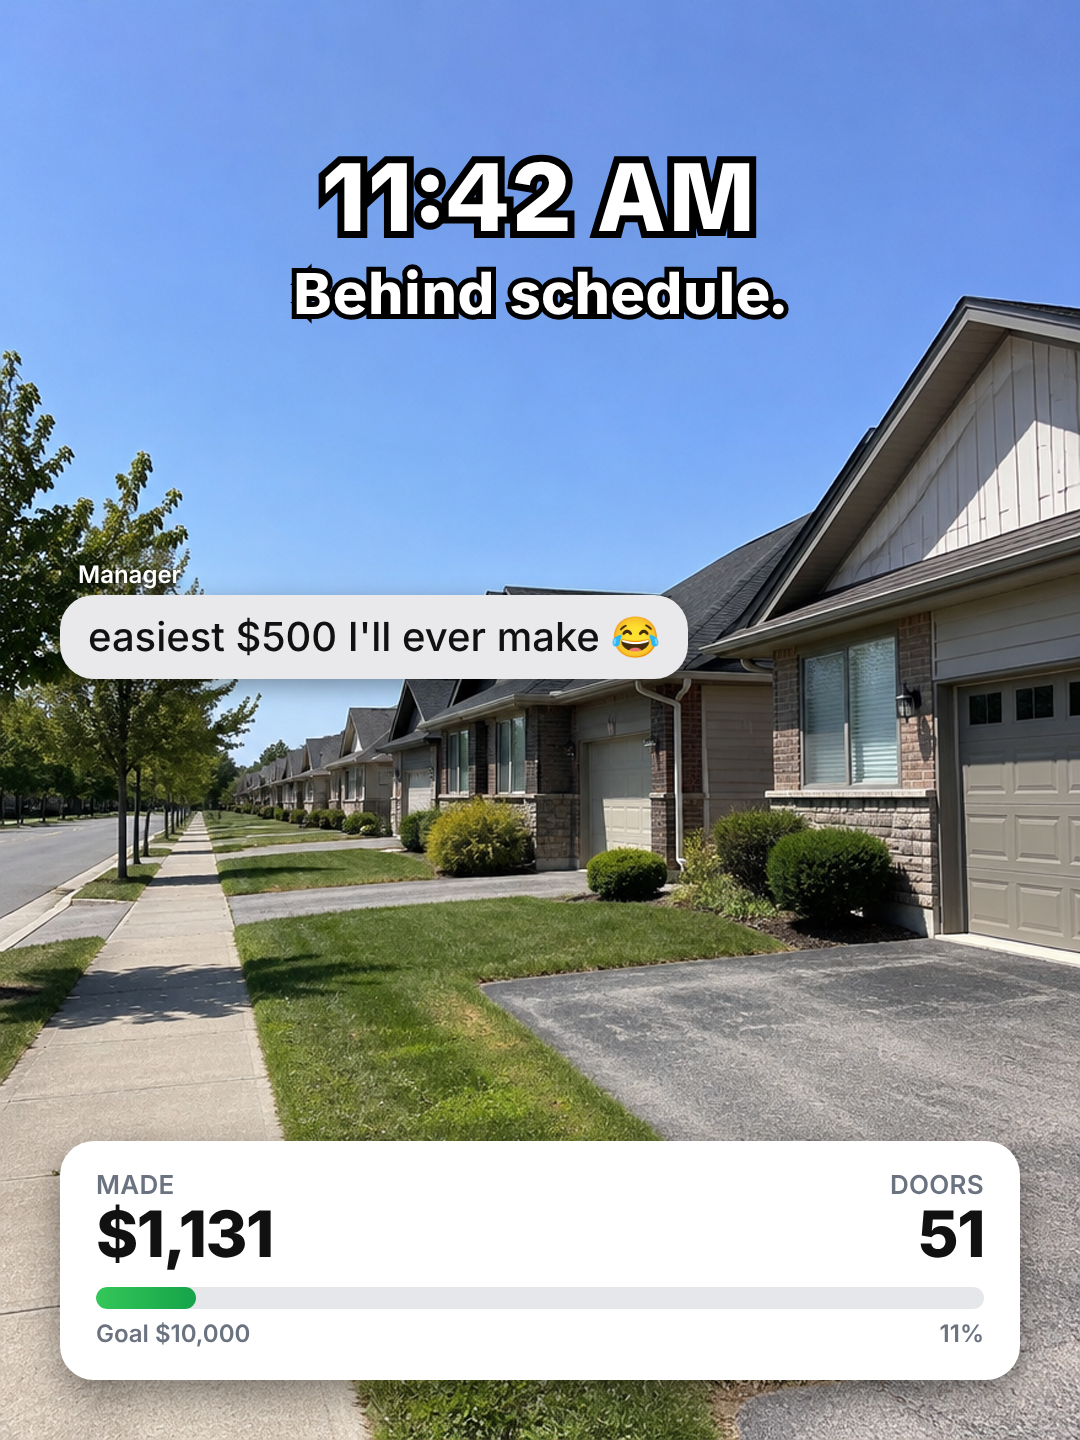 11:42 AM
Behind schedule.
Manager
easiest $500 I'll ever make 😂
MADE
DOORS
$1,131
51
Goal $10,000
11%